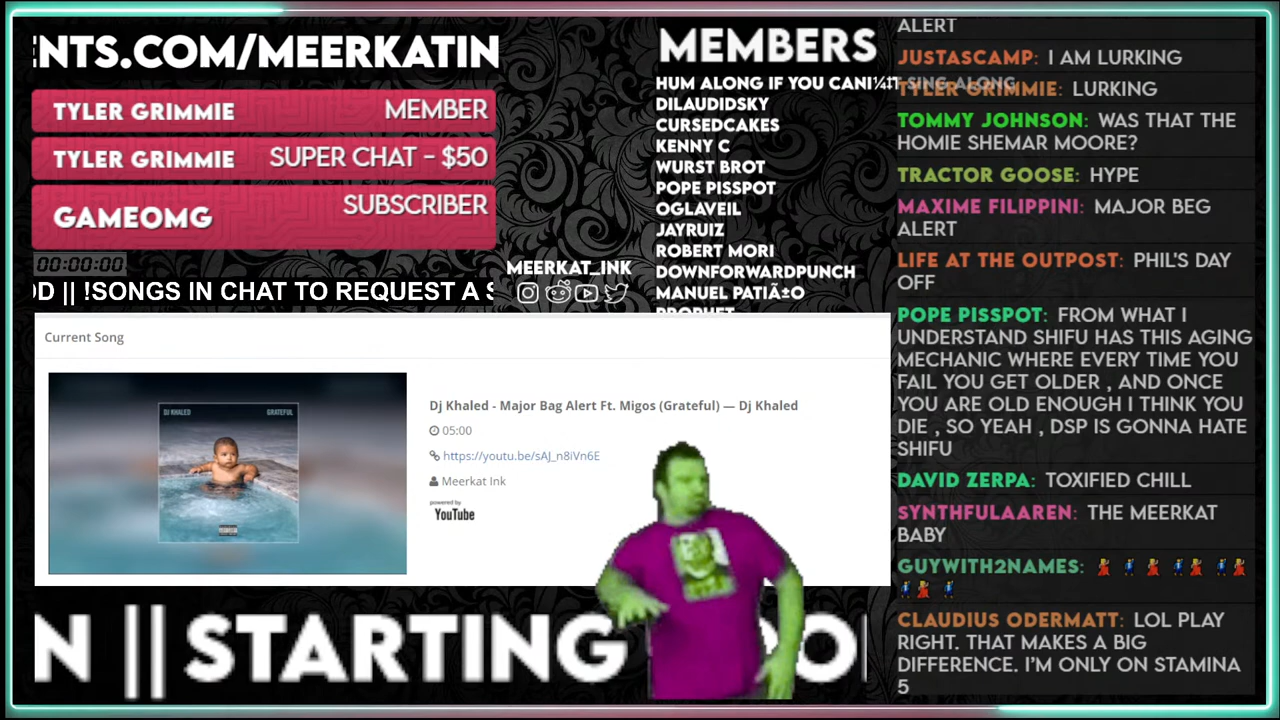 ENTS.COM/MEERKATIN
TYLER GRIMMIE MEMBER
TYLER GRIMMIE SUPER CHAT - $50
GAMEOMG SUBSCRIBER
00:00:00
OD || !SONGS IN CHAT TO REQUEST A S
MEERKAT_INK
MEMBERS
HUM ALONG IF YOU CANï¼‡T SING ALONG
DILAUDIDSKY
CURSEDCAKES
KENNY C
WURST BROT
POPE PISSPOT
OGLAVEIL
JAYRUIZ
ROBERT MORI
DOWNFORWARDPUNCH
MANUEL PATIÃ±O
PROPHET
Current Song
DJ KHALED GRATEFUL
Dj Khaled - Major Bag Alert Ft. Migos (Grateful) — Dj Khaled
05:00
https://youtu.be/sAJ_n8iVn6E
Meerkat Ink
powered by
YouTube
N || STARTING
ALERT
JUSTASCAMP: I AM LURKING
TYLER GRIMMIE: LURKING
TOMMY JOHNSON: WAS THAT THE
HOMIE SHEMAR MOORE?
TRACTOR GOOSE: HYPE
MAXIME FILIPPINI: MAJOR BEG
ALERT
LIFE AT THE OUTPOST: PHIL'S DAY
OFF
POPE PISSPOT: FROM WHAT I
UNDERSTAND SHIFU HAS THIS AGING
MECHANIC WHERE EVERY TIME YOU
FAIL YOU GET OLDER , AND ONCE
YOU ARE OLD ENOUGH I THINK YOU
DIE , SO YEAH , DSP IS GONNA HATE
SHIFU
DAVID ZERPA: TOXIFIED CHILL
SYNTHFULAAREN: THE MEERKAT
BABY
GUYWITH2NAMES:
CLAUDIUS ODERMATT: LOL PLAY
RIGHT. THAT MAKES A BIG
DIFFERENCE. I'M ONLY ON STAMINA
5